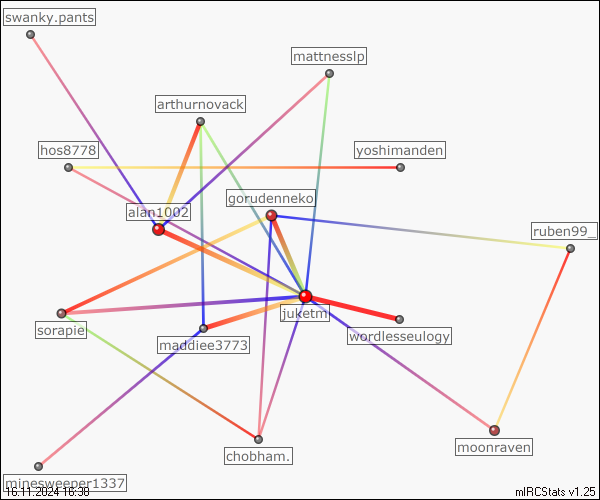 swanky.pants
mattnesslp
arthurnovack
hos8778
yoshimanden
gorudenneko
alan1002
ruben99_
juketm
sorapie
wordlesseulogy
maddiee3773
moonraven
chobham.
minesweeper1337
16.11.2024 16:38
mIRCStats v1.25